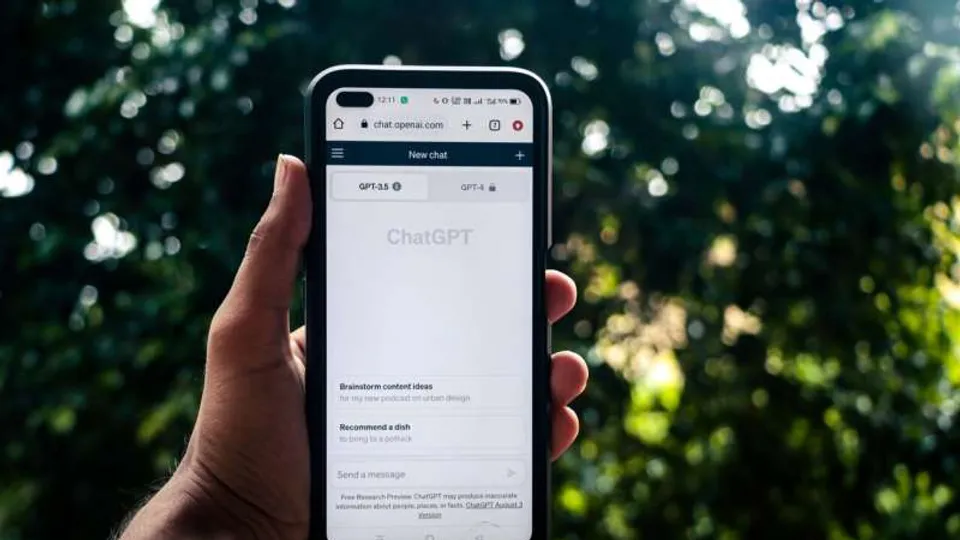 12:11
chat.openai.com
New chat
GPT-3.5
GPT-4
ChatGPT
Brainstorm content ideas
for my new podcast on urban design
Recommend a dish
to bring to a potluck
Send a message
Free Research Preview. ChatGPT may produce inaccurate
information about people, places, or facts. ChatGPT August 3
Version